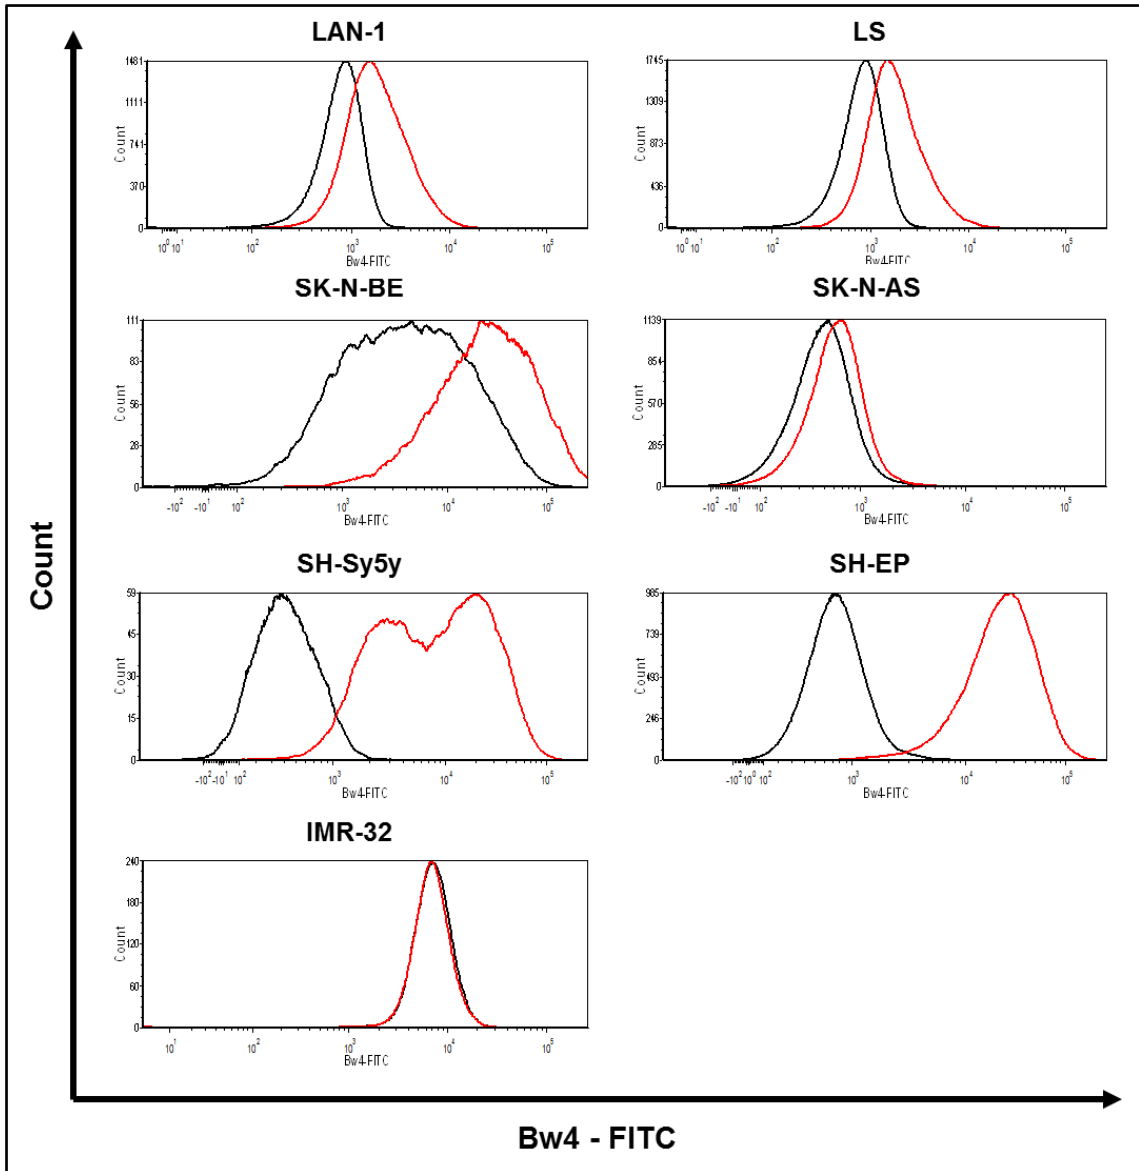 LAN-1
LS
1481
1111
741
370
0
Count
10⁰ 10¹ 10² 10³ 10⁴ 10⁵
Bw4-FITC
1745
1309
873
436
0
Count
10⁰ 10¹ 10² 10³ 10⁴ 10⁵
Bw4-FITC
SK-N-BE
SK-N-AS
111
83
56
28
0
Count
-10² -10¹ 10² 10³ 10⁴ 10⁵
Bw4-FITC
1139
854
570
285
0
Count
-10² -10¹ 10² 10³ 10⁴ 10⁵
Bw4-FITC
SH-Sy5y
SH-EP
59
45
30
15
0
Count
-10² -10¹ 10² 10³ 10⁴ 10⁵
Bw4-FITC
985
739
493
246
0
Count
-10² 10⁰ 10² 10³ 10⁴ 10⁵
Bw4-FITC
IMR-32
240
180
120
60
0
Count
10¹ 10² 10³ 10⁴ 10⁵
Bw4-FITC
Count
Bw4 - FITC